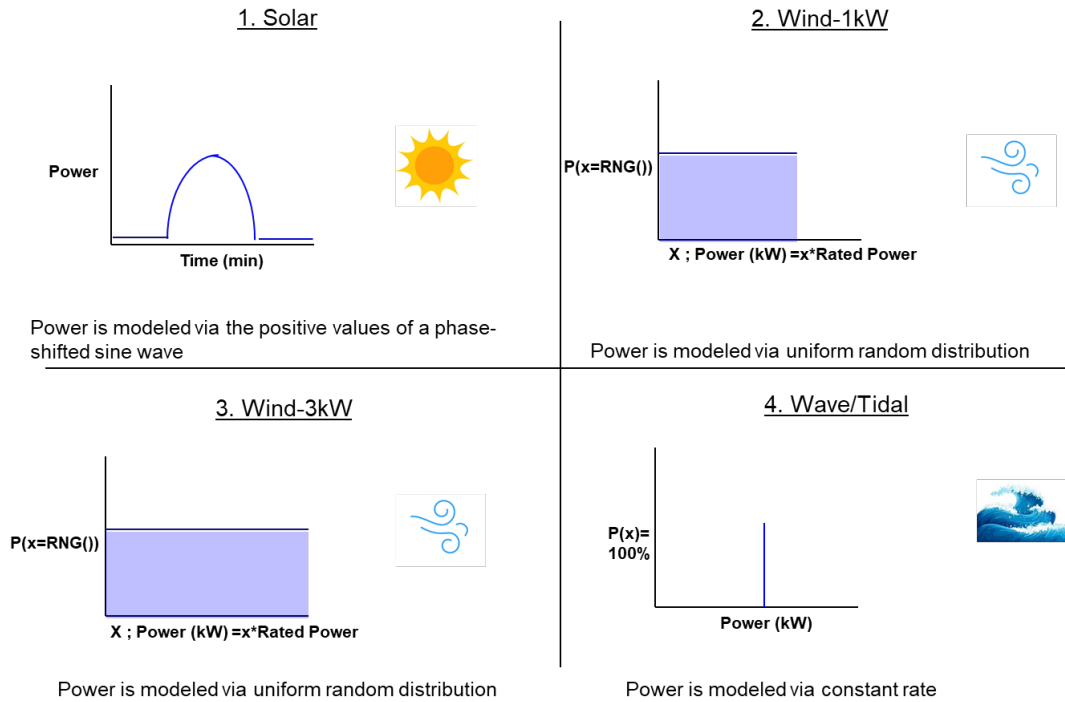 1. Solar
Power
Time (min)
Power is modeled via the positive values of a phase-
shifted sine wave
2. Wind-1kW
P(x=RNG())
X ; Power (kW) =x*Rated Power
Power is modeled via uniform random distribution
3. Wind-3kW
P(x=RNG())
X ; Power (kW) =x*Rated Power
Power is modeled via uniform random distribution
4. Wave/Tidal
P(x)=
100%
Power (kW)
Power is modeled via constant rate